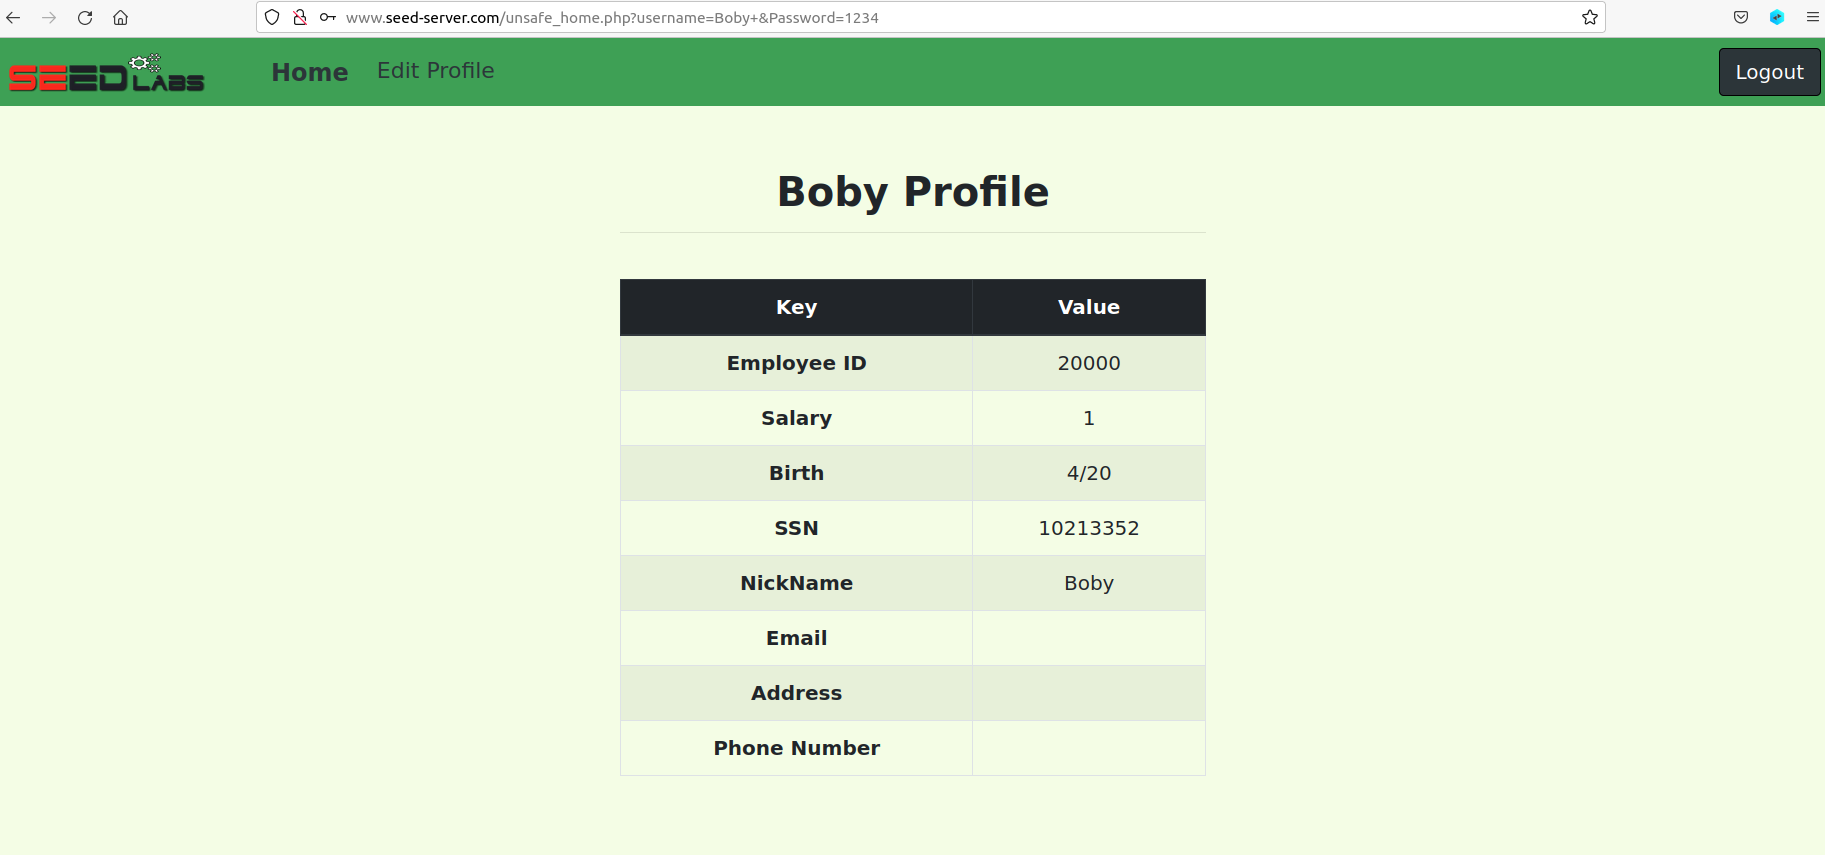 www.seed-server.com/unsafe_home.php?username=Boby+&Password=1234
SEED LABS Home Edit Profile Logout
Boby Profile
Key Value
Employee ID 20000
Salary 1
Birth 4/20
SSN 10213352
NickName Boby
Email
Address
Phone Number